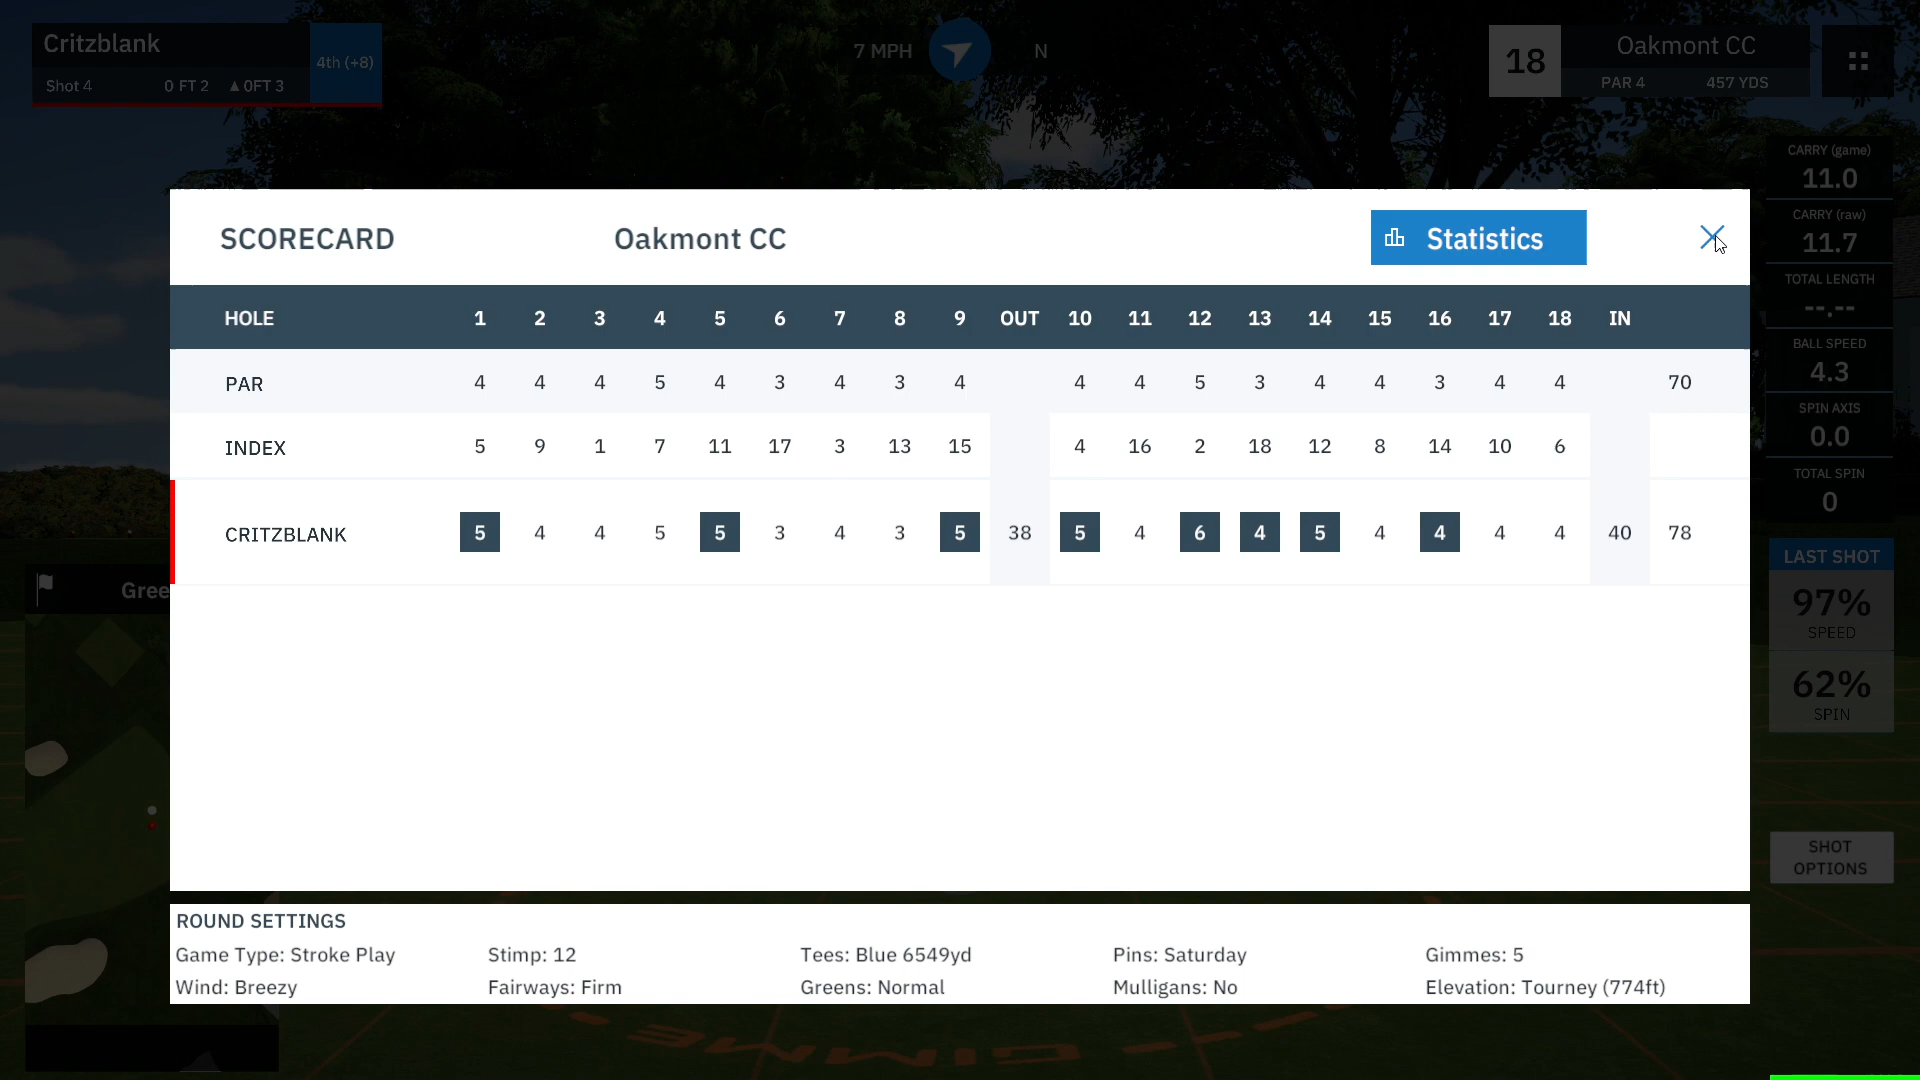 Critzblank
Shot 4 0 FT 2 ▲0FT 3
4th (+8)
7 MPH N
18
Oakmont CC
PAR 4 457 YDS
CARRY (game)
11.0
CARRY (raw)
11.7
TOTAL LENGTH
--.--
BALL SPEED
4.3
SPIN AXIS
0.0
TOTAL SPIN
0
LAST SHOT
97%
SPEED
62%
SPIN
SHOT
OPTIONS
Gree
SCORECARD Oakmont CC Statistics
HOLE 1 2 3 4 5 6 7 8 9 OUT 10 11 12 13 14 15 16 17 18 IN
PAR 4 4 4 5 4 3 4 3 4 4 4 5 3 4 4 3 4 4 70
INDEX 5 9 1 7 11 17 3 13 15 4 16 2 18 12 8 14 10 6
CRITZBLANK 5 4 4 5 5 3 4 3 5 38 5 4 6 4 5 4 4 4 4 40 78
ROUND SETTINGS
Game Type: Stroke Play Stimp: 12 Tees: Blue 6549yd Pins: Saturday Gimmes: 5
Wind: Breezy Fairways: Firm Greens: Normal Mulligans: No Elevation: Tourney (774ft)
GIMME